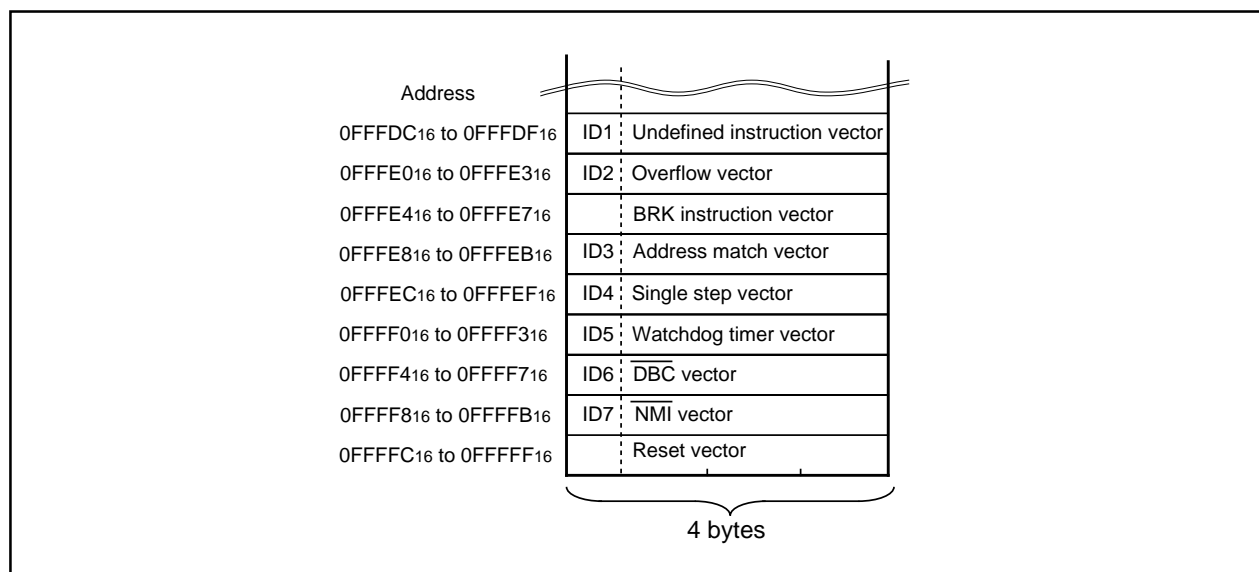 Address
0FFFDC16 to 0FFFDF16 ID1 Undefined instruction vector
0FFFE016 to 0FFFE316 ID2 Overflow vector
0FFFE416 to 0FFFE716 BRK instruction vector
0FFFE816 to 0FFFEB16 ID3 Address match vector
0FFFEC16 to 0FFFEF16 ID4 Single step vector
0FFFF016 to 0FFFF316 ID5 Watchdog timer vector
0FFFF416 to 0FFFF716 ID6 DBC vector
0FFFF816 to 0FFFFB16 ID7 NMI vector
0FFFFC16 to 0FFFFF16 Reset vector
4 bytes